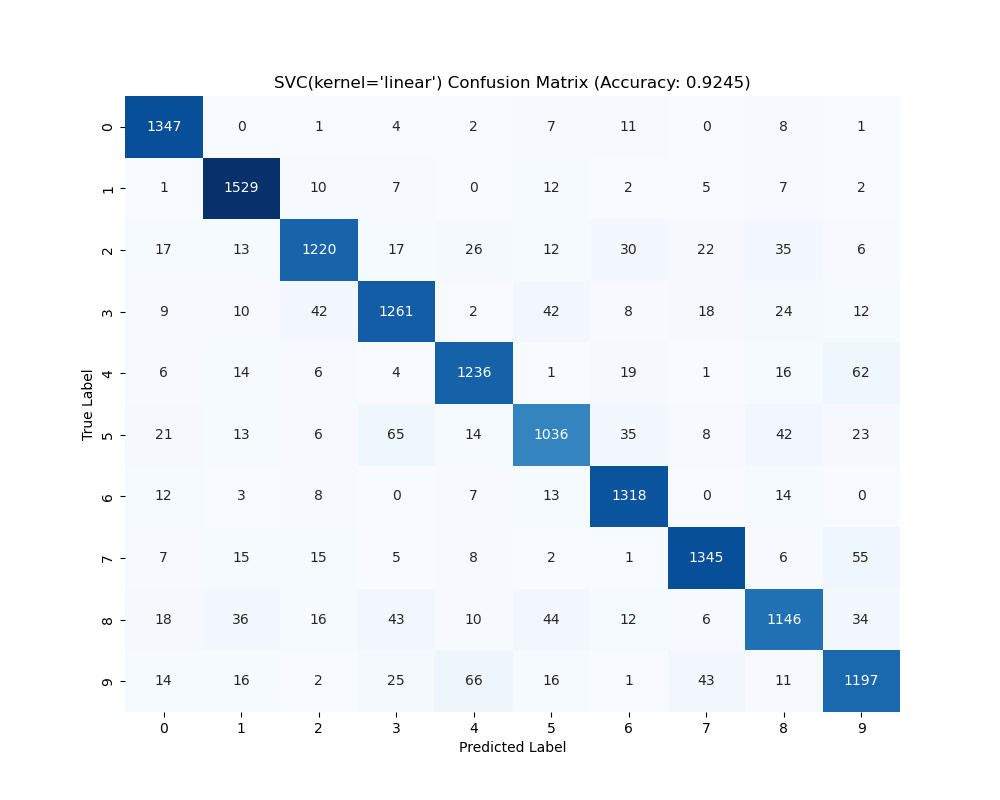 SVC(kernel='linear') Confusion Matrix (Accuracy: 0.9245)
True Label
0 1347 0 1 4 2 7 11 0 8 1
1 1 1529 10 7 0 12 2 5 7 2
2 17 13 1220 17 26 12 30 22 35 6
3 9 10 42 1261 2 42 8 18 24 12
4 6 14 6 4 1236 1 19 1 16 62
5 21 13 6 65 14 1036 35 8 42 23
6 12 3 8 0 7 13 1318 0 14 0
7 7 15 15 5 8 2 1 1345 6 55
8 18 36 16 43 10 44 12 6 1146 34
9 14 16 2 25 66 16 1 43 11 1197
0 1 2 3 4 5 6 7 8 9
Predicted Label